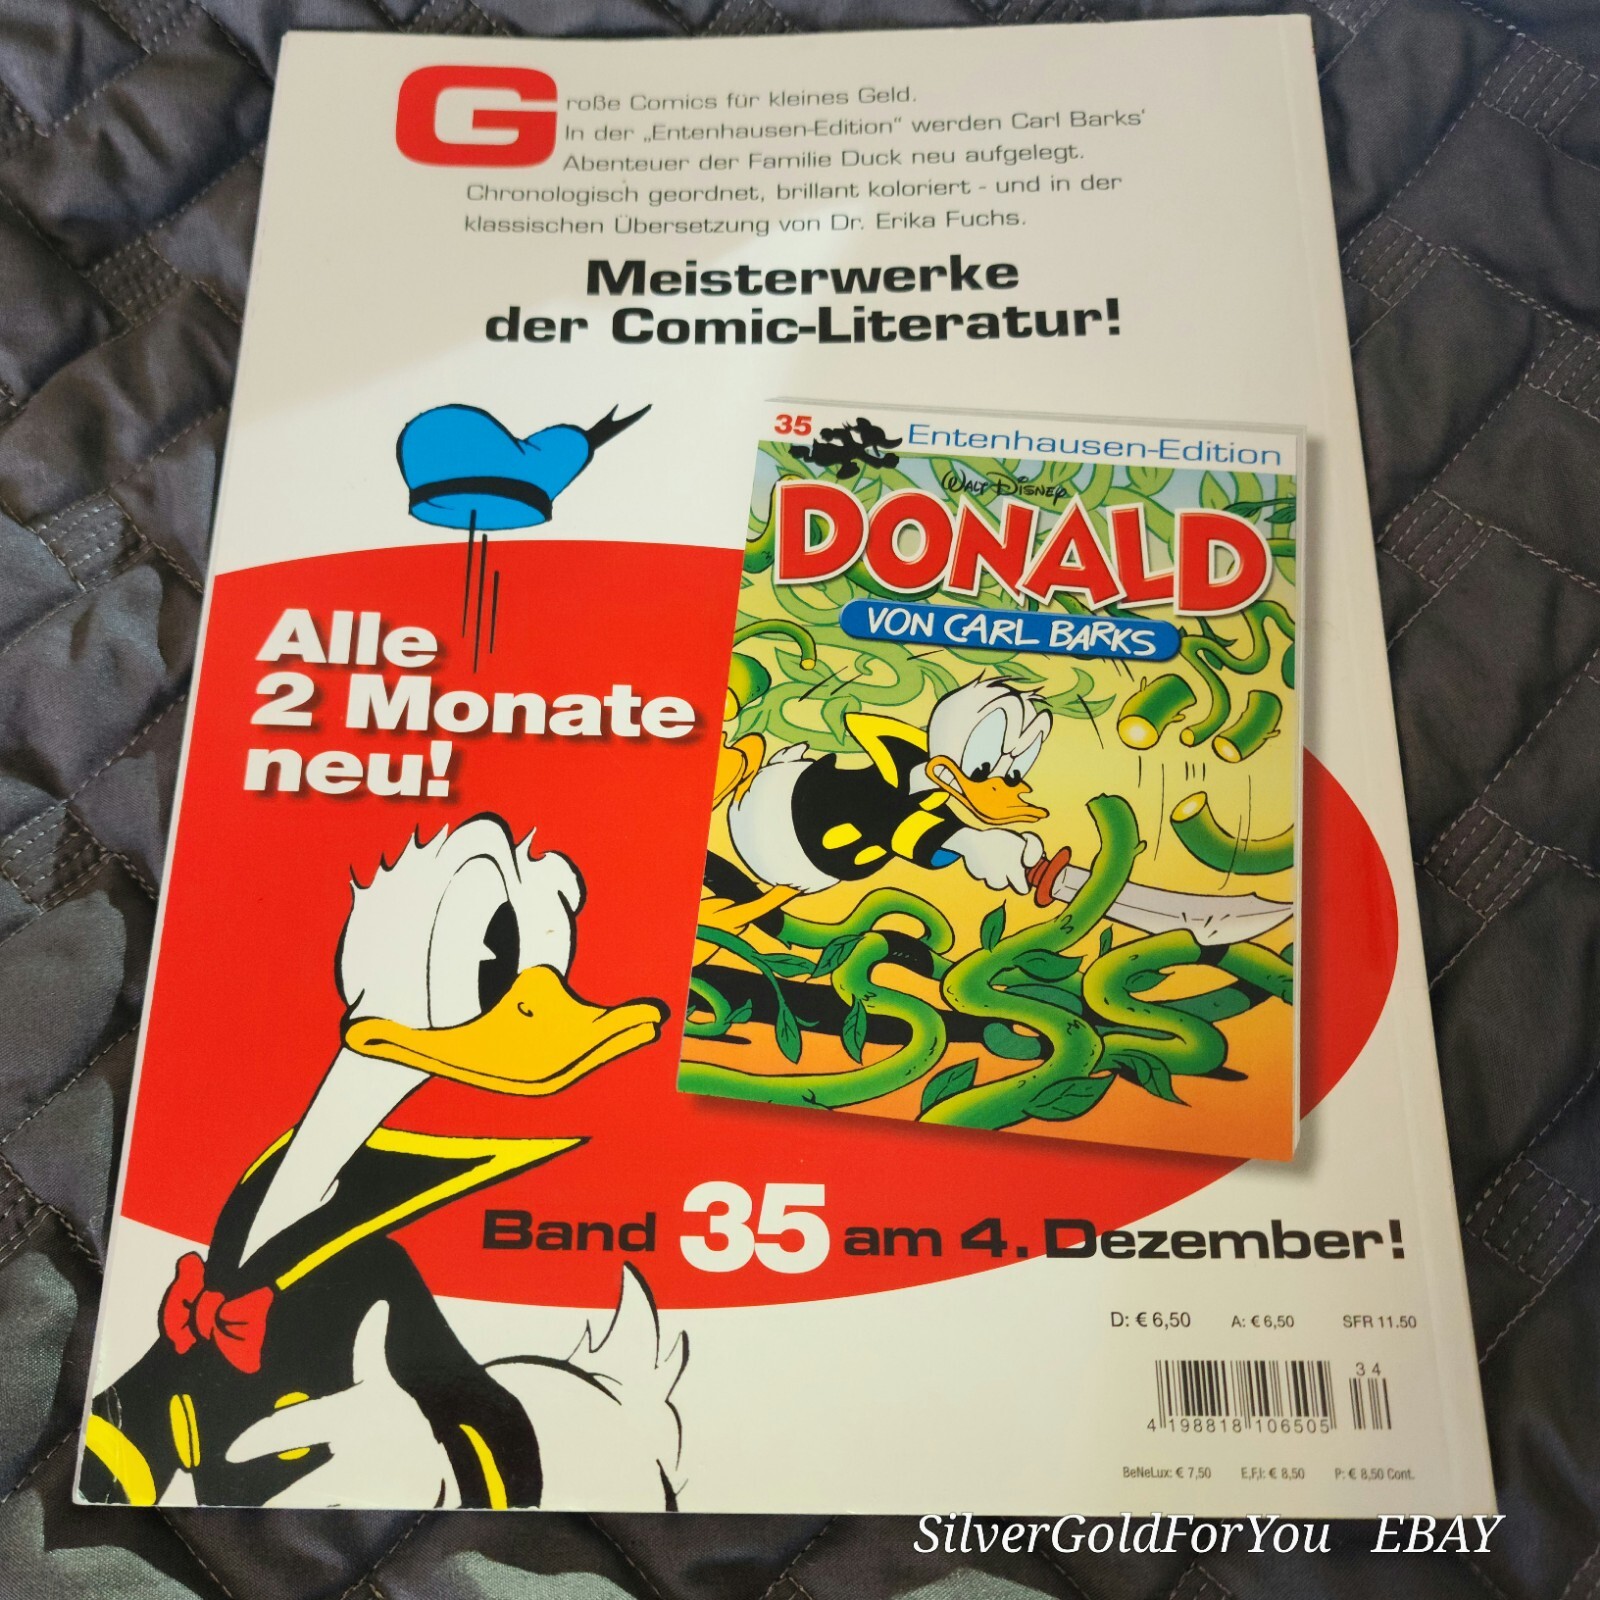 Große Comics für kleines Geld.
In der „Entenhausen-Edition“ werden Carl Barks‘
Abenteuer der Familie Duck neu aufgelegt.
Chronologisch geordnet, brillant koloriert - und in der
klassischen Übersetzung von Dr. Erika Fuchs.
Meisterwerke
der Comic-Literatur!
35 Entenhausen-Edition
WALT DISNEY
DONALD
VON CARL BARKS
Alle
2 Monate
neu!
Band 35 am 4. Dezember!
D: € 6,50 A: € 6,50 SFR 11.50
34
4 198818 106505
BeNeLux: € 7,50 E,F,I: € 8,50 P: € 8,50 Cont.
SilverGoldForYou EBAY